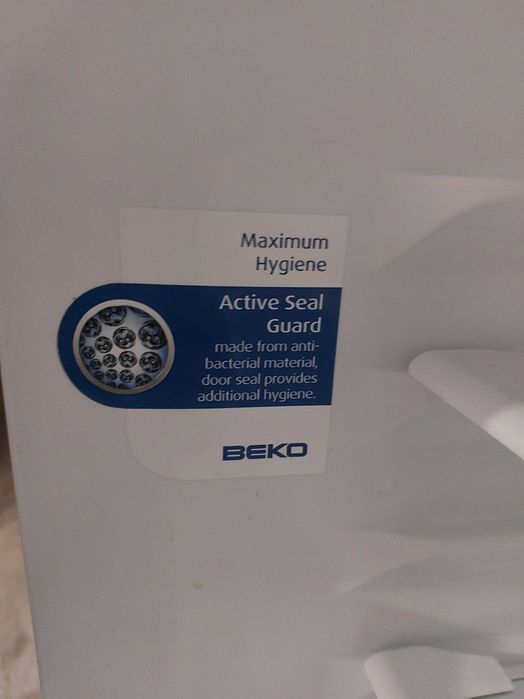 Maximum
Hygiene
Active Seal
Guard
made from anti-
bacterial material,
door seal provides
additional hygiene.
BEKO